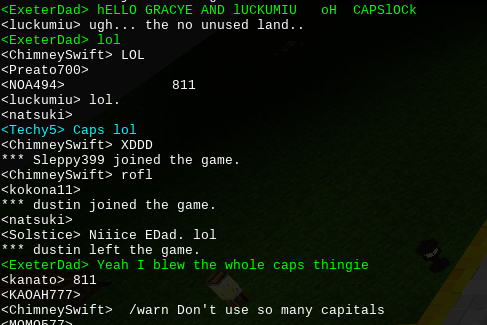 <ExeterDad> hELLO GRACYE AND lUCKUMIU   oH  CAPSlOCk
<luckumiu> ugh... the no unused land..
<ExeterDad> lol
<ChimneySwift> LOL
<Preato700>
<NOA494>             811
<luckumiu> lol.
<natsuki>
<Techy5> Caps lol
<ChimneySwift> XDDD
*** Sleppy399 joined the game.
<ChimneySwift> rofl
<kokona11>
*** dustin joined the game.
<natsuki>
<Solstice> Niiice EDad. lol
*** dustin left the game.
<ExeterDad> Yeah I blew the whole caps thingie
<kanato> 811
<KAOAH777>
<ChimneySwift>  /warn Don't use so many capitals
<MOMO577>